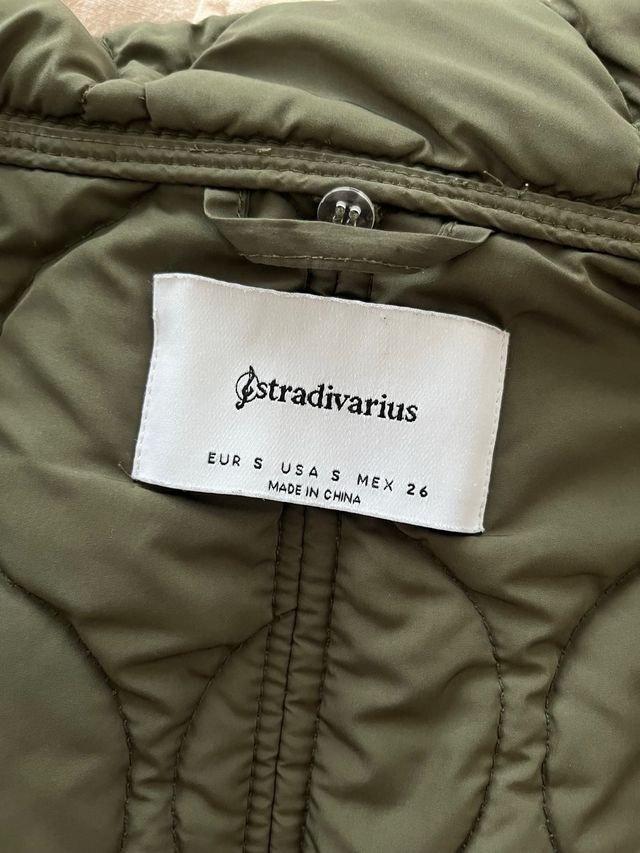 stradivarius
EUR S USA S MEX 26
MADE IN CHINA